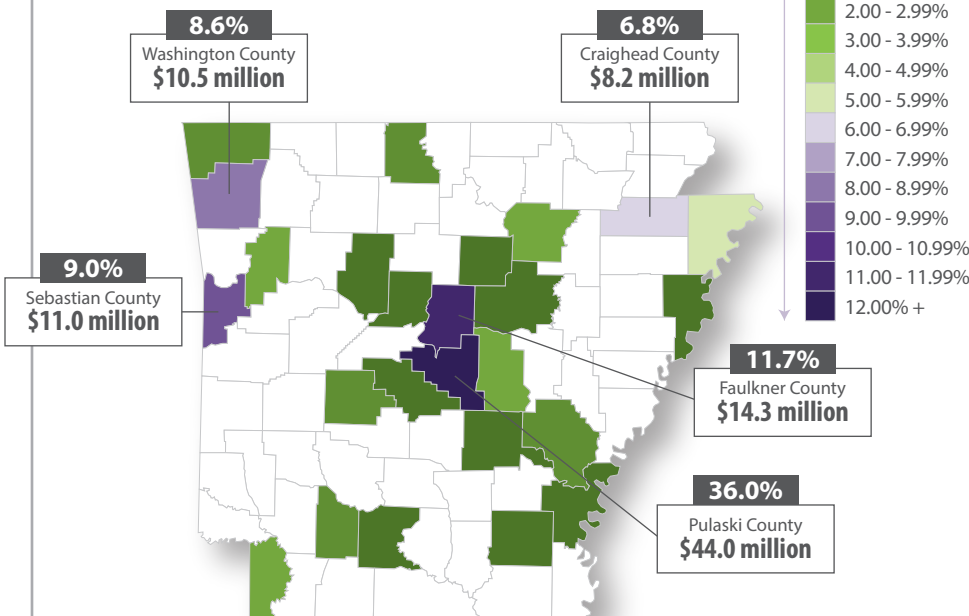 8.6%
Washington County
$10.5 million
6.8%
Craighead County
$8.2 million
2.00 - 2.99%
3.00 - 3.99%
4.00 - 4.99%
5.00 - 5.99%
6.00 - 6.99%
7.00 - 7.99%
8.00 - 8.99%
9.00 - 9.99%
10.00 - 10.99%
11.00 - 11.99%
12.00% +
9.0%
Sebastian County
$11.0 million
11.7%
Faulkner County
$14.3 million
36.0%
Pulaski County
$44.0 million